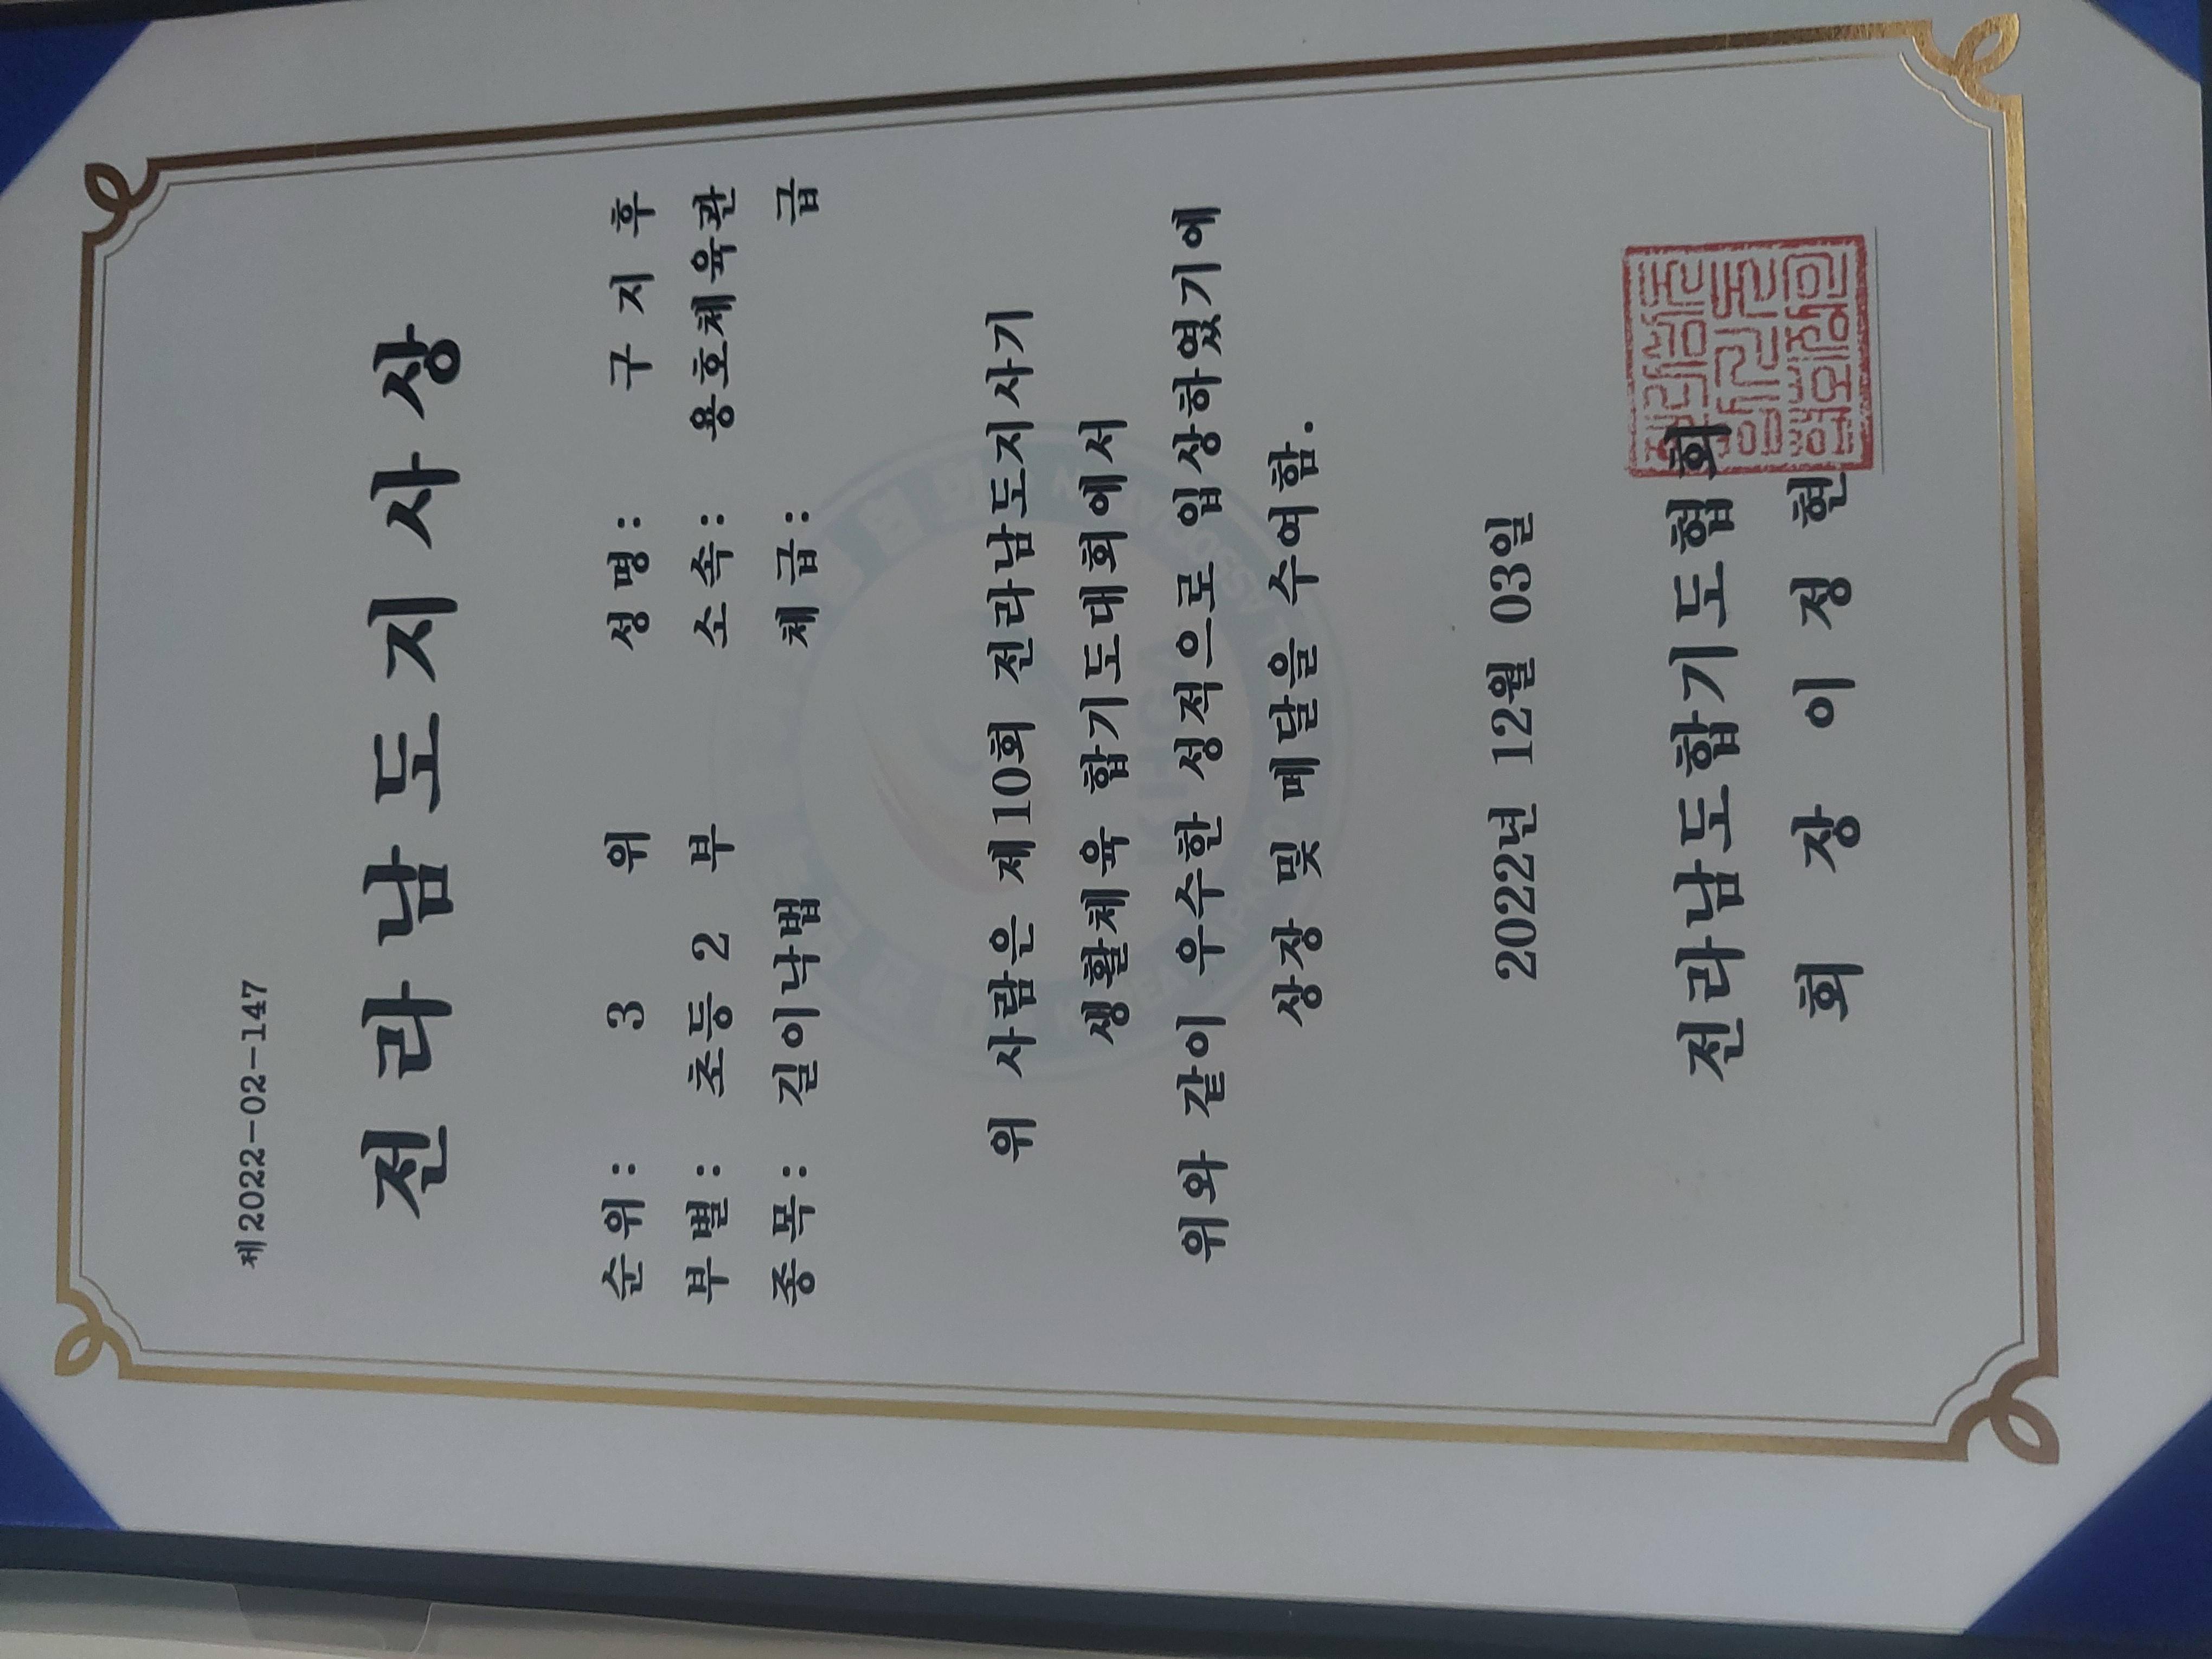 제2022-02-147
전라남도지사상
순위: 3 위 성명: 구지후
부별: 초등 2 부 소속: 용호체육관
종목: 길이낙법 체급: 급
위 사람은 제10회 전라남도지사기
생활체육 합기도대회에서
위와 같이 우수한 성적으로 입상하였기에
상장 및 메달을 수여함.
2022년 12월 03일
전라남도합기도협회
회 장 이 정 현